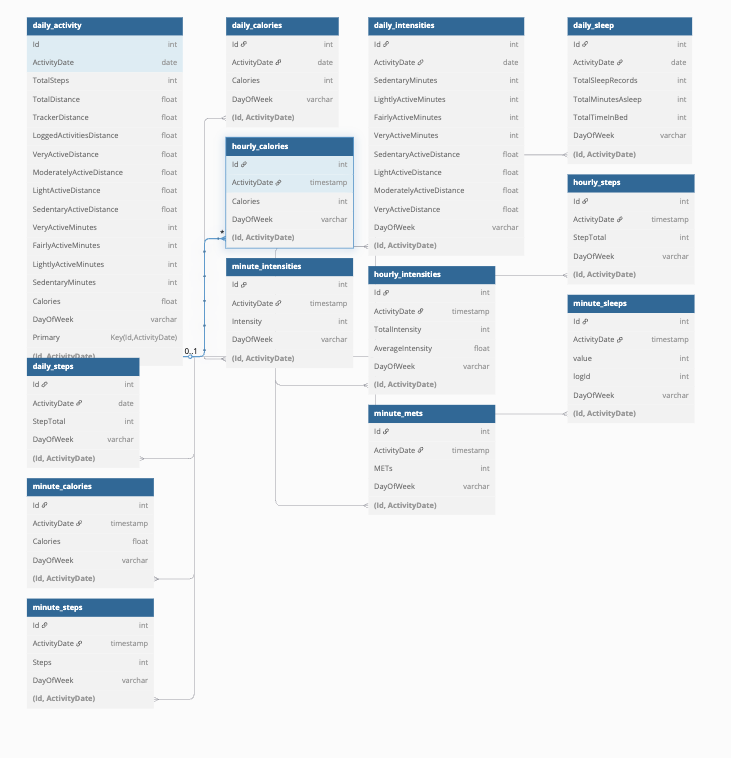 daily_activity
Id int
ActivityDate date
TotalSteps int
TotalDistance float
TrackerDistance float
LoggedActivitiesDistance float
VeryActiveDistance float
ModeratelyActiveDistance float
LightActiveDistance float
SedentaryActiveDistance float
VeryActiveMinutes int
FairlyActiveMinutes int
LightlyActiveMinutes int
SedentaryMinutes int
Calories float
DayOfWeek varchar
Primary Key(Id,ActivityDate)
(Id, ActivityDate)
daily_steps
Id int
ActivityDate date
StepTotal int
DayOfWeek varchar
(Id, ActivityDate)
minute_calories
Id int
ActivityDate timestamp
Calories float
DayOfWeek varchar
(Id, ActivityDate)
minute_steps
Id int
ActivityDate timestamp
Steps int
DayOfWeek varchar
(Id, ActivityDate)
daily_calories
Id int
ActivityDate date
Calories int
DayOfWeek varchar
(Id, ActivityDate)
hourly_calories
Id int
ActivityDate timestamp
Calories int
DayOfWeek varchar
* (Id, ActivityDate)
minute_intensities
Id int
ActivityDate timestamp
Intensity int
DayOfWeek varchar
0..1
(Id, ActivityDate)
daily_intensities
Id int
ActivityDate date
SedentaryMinutes int
LightlyActiveMinutes int
FairlyActiveMinutes int
VeryActiveMinutes int
SedentaryActiveDistance float
LightActiveDistance float
ModeratelyActiveDistance float
VeryActiveDistance float
DayOfWeek varchar
(Id, ActivityDate)
hourly_intensities
Id int
ActivityDate timestamp
TotalIntensity int
AverageIntensity float
DayOfWeek varchar
(Id, ActivityDate)
minute_mets
Id int
ActivityDate timestamp
METs int
DayOfWeek varchar
(Id, ActivityDate)
daily_sleep
Id int
ActivityDate date
TotalSleepRecords int
TotalMinutesAsleep int
TotalTimeInBed int
DayOfWeek varchar
(Id, ActivityDate)
hourly_steps
Id int
ActivityDate timestamp
StepTotal int
DayOfWeek varchar
(Id, ActivityDate)
minute_sleeps
Id int
ActivityDate timestamp
value int
logId int
DayOfWeek varchar
(Id, ActivityDate)